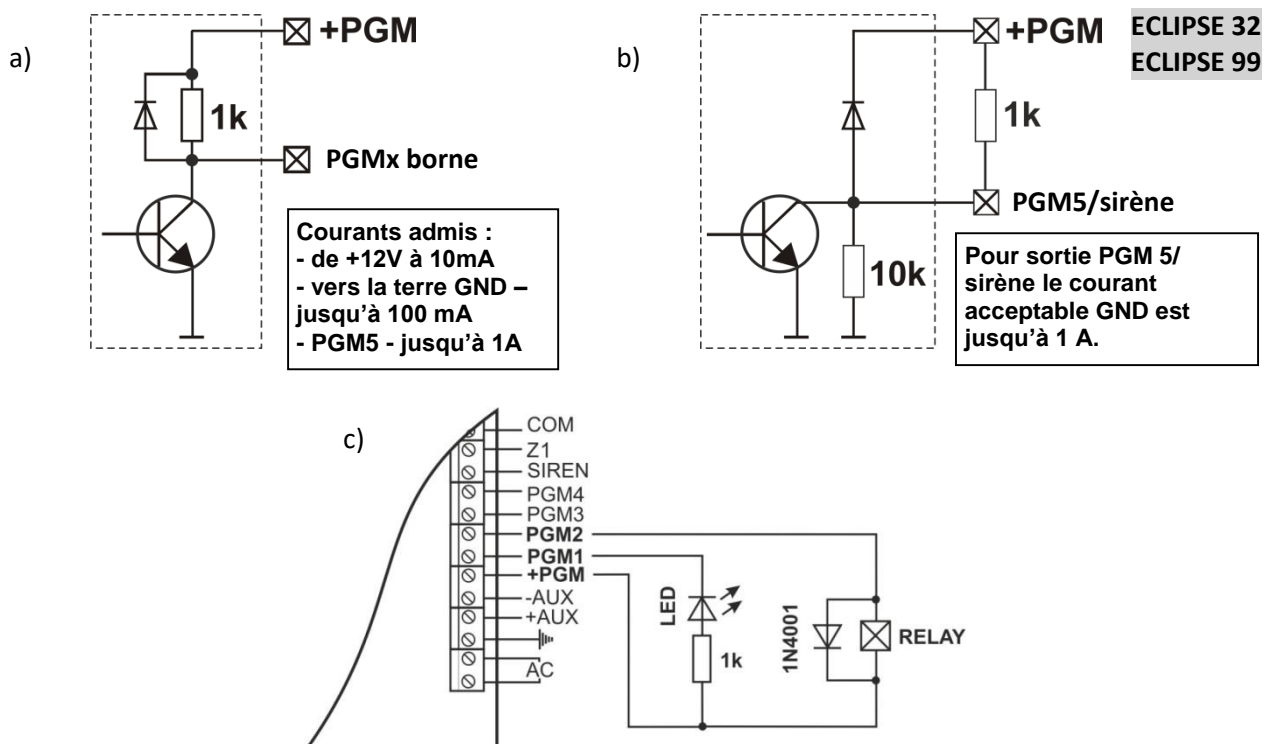 a)
+PGM
1k
PGMx borne
Courants admis :
- de +12V à 10mA
- vers la terre GND –
jusqu'à 100 mA
- PGM5 - jusqu'à 1A
b)
+PGM
ECLIPSE 32
ECLIPSE 99
1k
PGM5/sirène
10k
Pour sortie PGM 5/
sirène le courant
acceptable GND est
jusqu'à 1 A.
c)
COM
Z1
SIREN
PGM4
PGM3
PGM2
PGM1
+PGM
-AUX
+AUX
AC
LED
1k
1N4001
RELAY